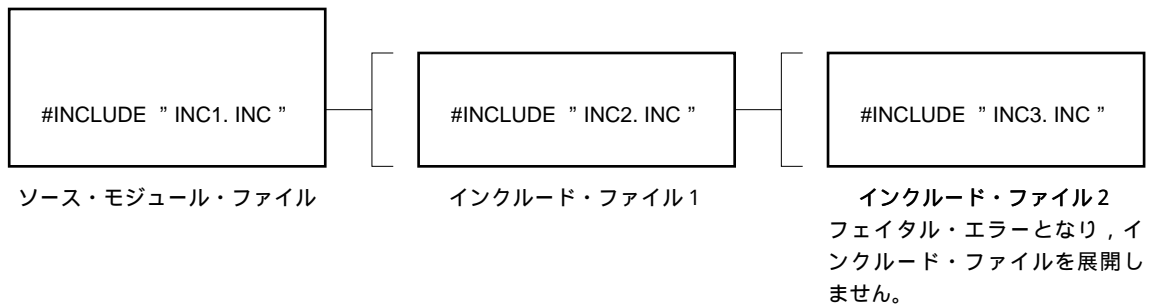 #INCLUDE ” INC1. INC ”
#INCLUDE ” INC2. INC ”
#INCLUDE ” INC3. INC ”
ソース・モジュール・ファイル
インクルード・ファイル1
インクルード・ファイル2
フェイタル・エラーとなり，イ
ンクルード・ファイルを展開し
ません。